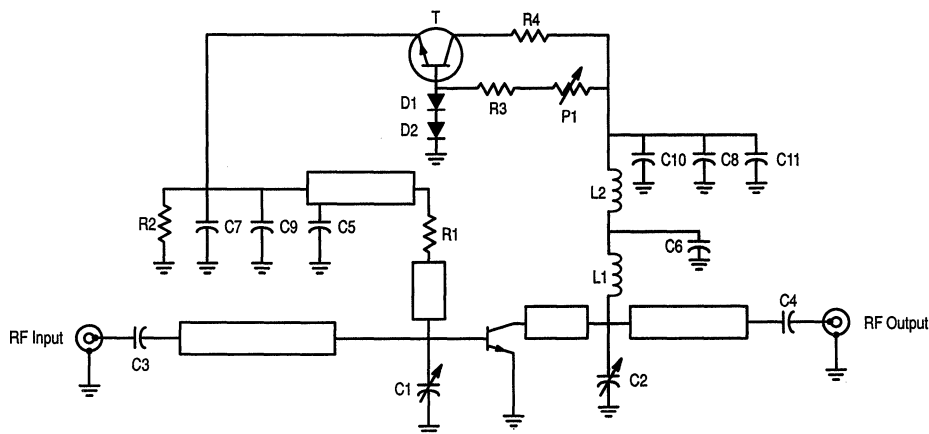 T
R4
D1
R3
P1
D2
C10
C8
C11
L2
R2
C7
C9
C5
R1
C6
L1
C4
RF Input
RF Output
C3
C1
C2